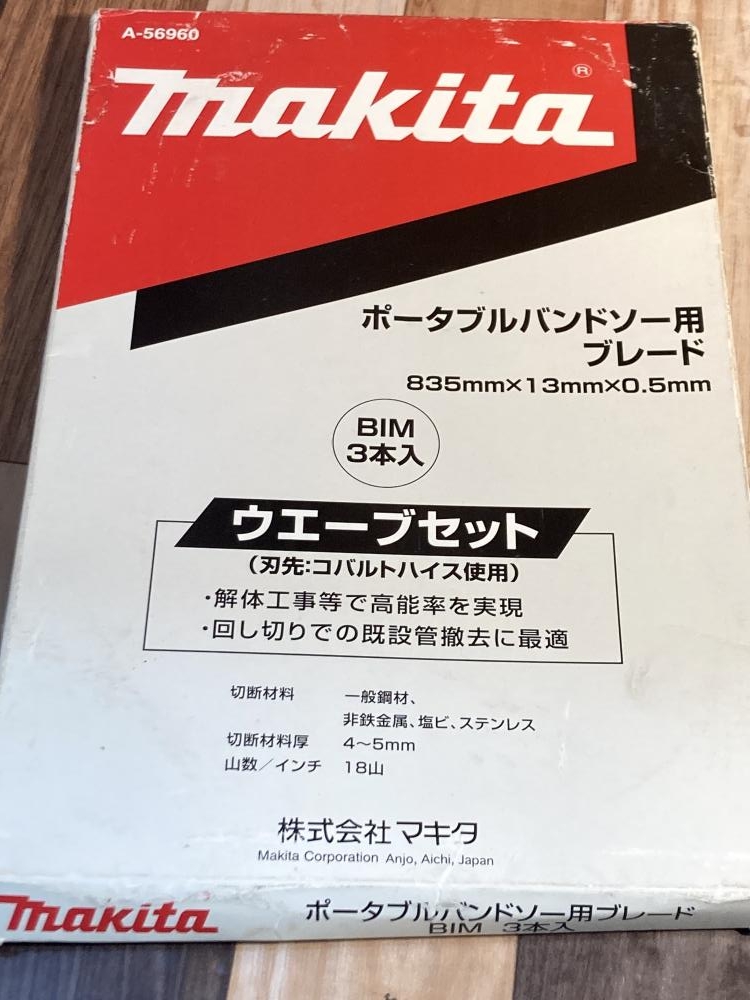 A-56960
makita®
ポータブルバンドソー用
ブレード
835mm×13mm×0.5mm
BIM
3本入
ウエーブセット
(刃先:コバルトハイス使用)
・解体工事等で高能率を実現
・回し切りでの既設管撤去に最適
切断材料 一般鋼材、
非鉄金属、塩ビ、ステンレス
切断材料厚 4〜5mm
山数/インチ 18山
株式会社マキタ
Makita Corporation Anjo, Aichi, Japan
makita ポータブルバンドソー用ブレード
BIM 3本入